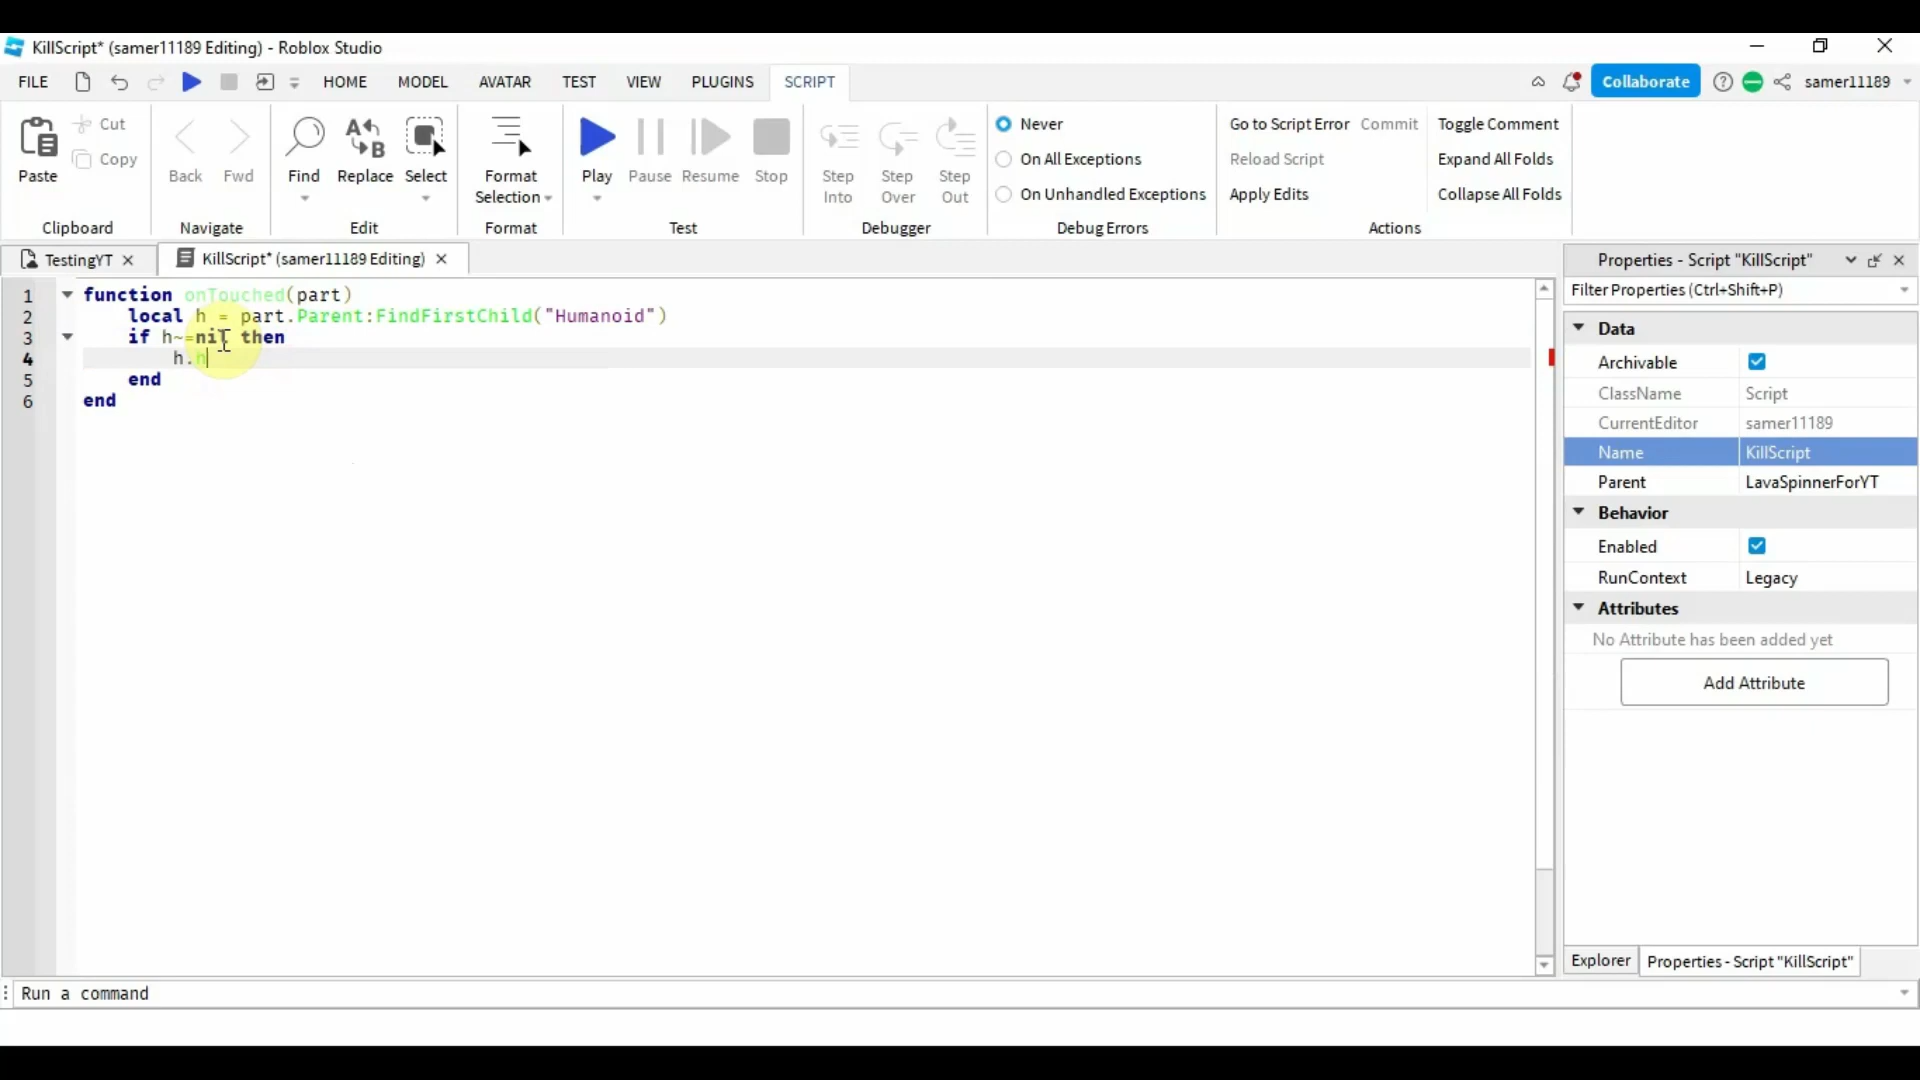 KillScript* (samer11189 Editing) - Roblox Studio
FILE HOME MODEL AVATAR TEST VIEW PLUGINS SCRIPT Collaborate samer11189
Paste Cut Copy
Clipboard
Back Fwd
Navigate
Find Replace Select
Edit
Format Selection
Format
Play Pause Resume Stop
Test
Step Into Step Over Step Out
Debugger
Never
On All Exceptions
On Unhandled Exceptions
Debug Errors
Go to Script Error Commit Toggle Comment
Reload Script Expand All Folds
Apply Edits Collapse All Folds
Actions
TestingYT KillScript* (samer11189 Editing)
1 function onTouched(part)
2 local h = part.Parent:FindFirstChild("Humanoid")
3 if h~=nil then
4 h.h
5 end
6 end
Properties - Script "KillScript"
Filter Properties (Ctrl+Shift+P)
Data
Archivable
ClassName Script
CurrentEditor samer11189
Name KillScript
Parent LavaSpinnerForYT
Behavior
Enabled
RunContext Legacy
Attributes
No Attribute has been added yet
Add Attribute
Explorer Properties - Script "KillScript"
Run a command